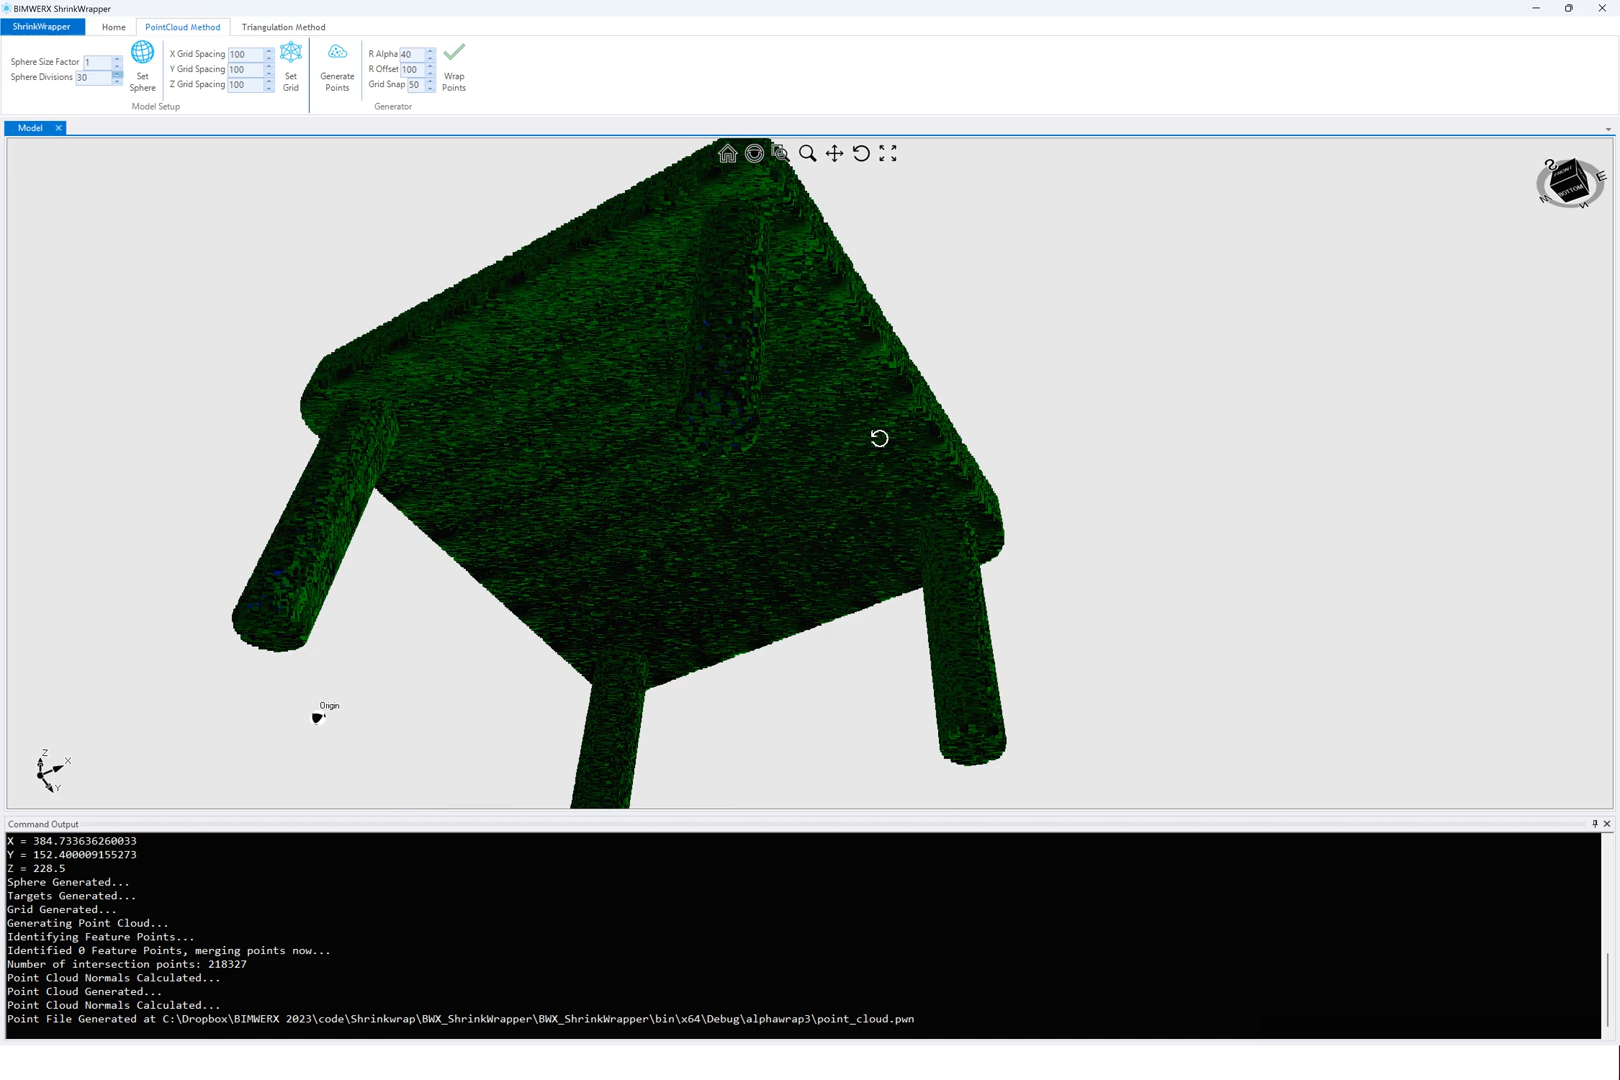 BIMWERX ShrinkWrapper
ShrinkWrapper Home PointCloud Method Triangulation Method
Sphere Size Factor 1
Sphere Divisions 30
Set Sphere
X Grid Spacing 100
Y Grid Spacing 100
Z Grid Spacing 100
Set Grid
Model Setup
Generate Points
R Alpha 40
R Offset 100
Grid Snap 50
Wrap Points
Generator
Model
S
E
FRONT
BOTTOM
N
Origin
Z
X
Y
Command Output
X = 384.733636260033
Y = 152.400009155273
Z = 228.5
Sphere Generated...
Targets Generated...
Grid Generated...
Generating Point Cloud...
Identifying Feature Points...
Identified 0 Feature Points, merging points now...
Number of intersection points: 218327
Point Cloud Normals Calculated...
Point Cloud Generated...
Point Cloud Normals Calculated...
Point File Generated at C:\Dropbox\BIMWERX 2023\code\Shrinkwrap\BWX_ShrinkWrapper\BWX_ShrinkWrapper\bin\x64\Debug\alphawrap3\point_cloud.pwn